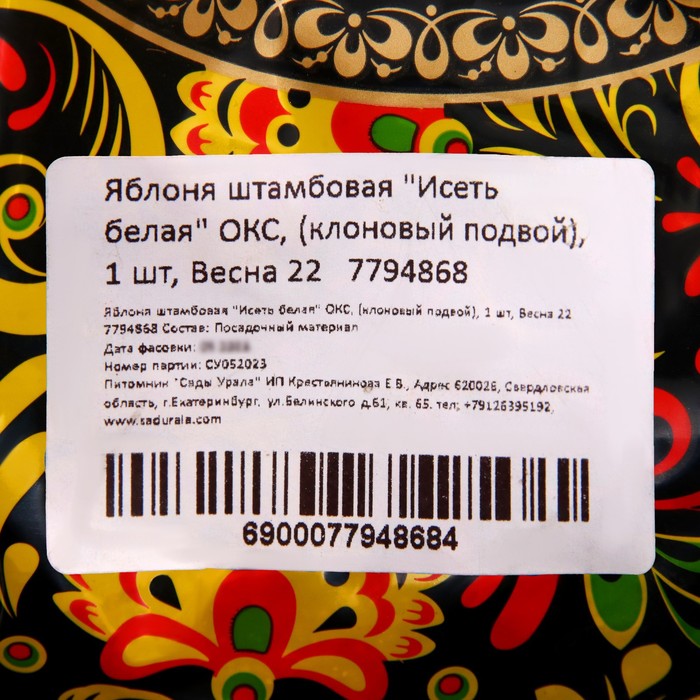 Яблоня штамбовая "Исеть
белая" ОКС, (клоновый подвой),
1 шт, Весна 22 7794868
Яблоня штамбовая "Исеть белая" ОКС, (клоновый подвой), 1 шт, Весна 22
7794868 Состав: Посадочный материал
Дата фасовки:
Номер партии: СУ052023
Питомник "Сады Урала" ИП Крестьянинова Е.В., Адрес 620026, Свердловская
область, г.Екатеринбург, ул.Белинского д.61, кв. 65. тел; +79126395192,
www.sadurala.com
6900077948684